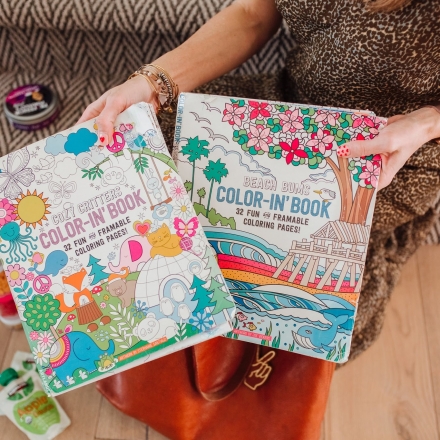 COZY CRITTERS
COLOR-IN' BOOK
32 FUN AND FRAMABLE
COLORING PAGES!
BEACH BUMS
COLOR-IN' BOOK
32 FUN AND FRAMABLE
COLORING PAGES!